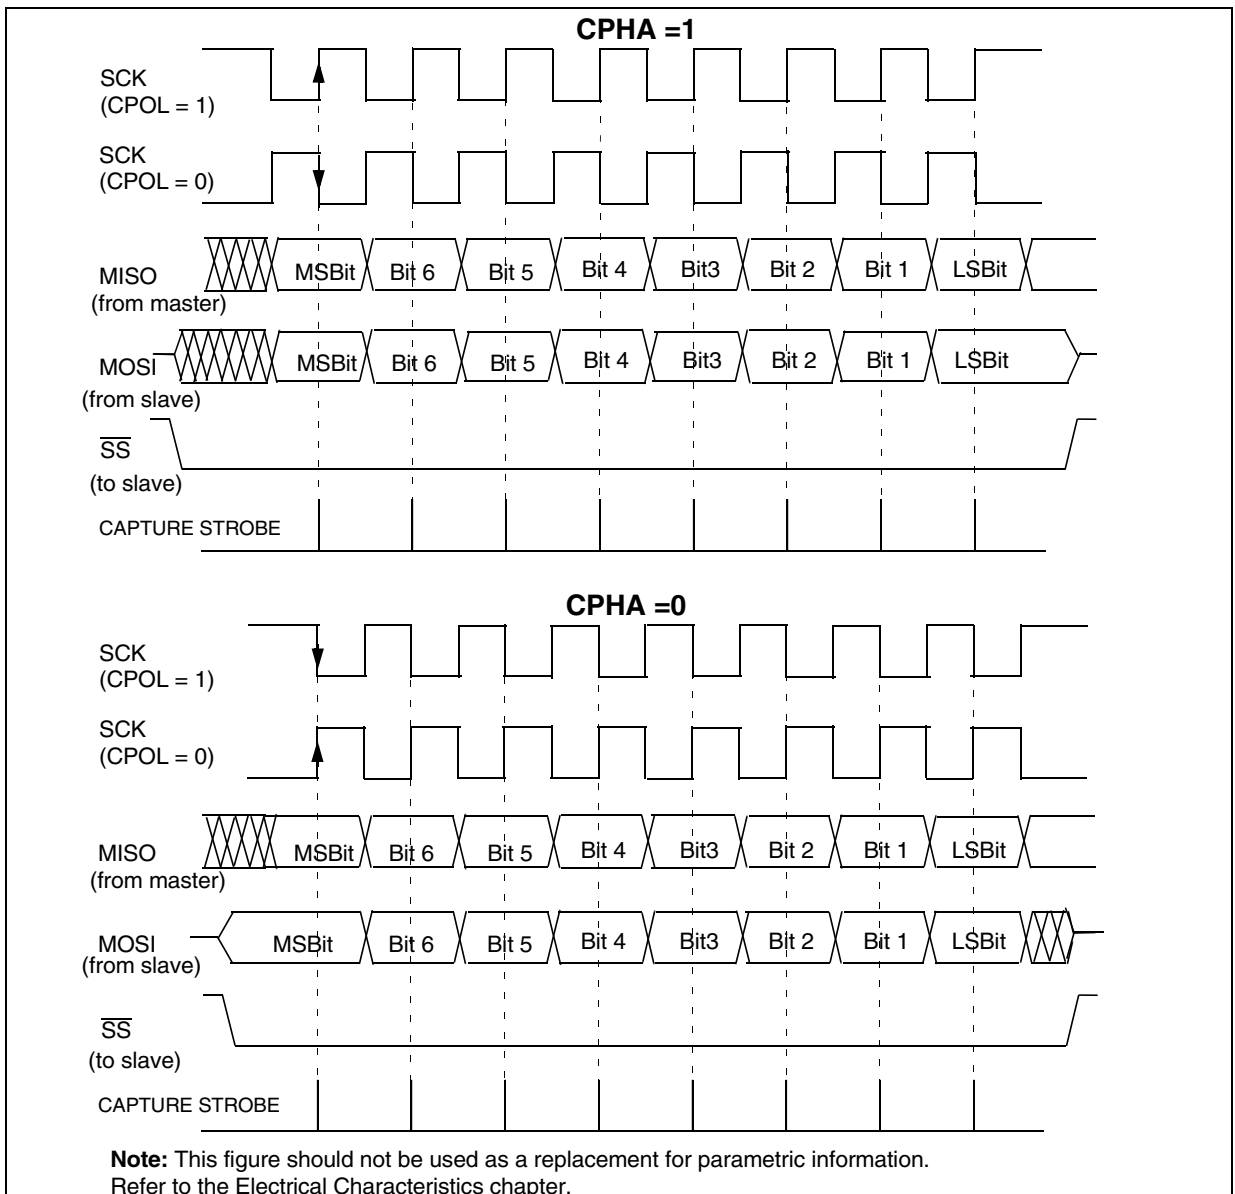 CPHA =1
SCK
(CPOL = 1)
SCK
(CPOL = 0)
MISO
(from master)
MSBit Bit 6 Bit 5 Bit 4 Bit3 Bit 2 Bit 1 LSBit
MOSI
(from slave)
MSBit Bit 6 Bit 5 Bit 4 Bit3 Bit 2 Bit 1 LSBit
SS
(to slave)
CAPTURE STROBE
CPHA =0
SCK
(CPOL = 1)
SCK
(CPOL = 0)
MISO
(from master)
MSBit Bit 6 Bit 5 Bit 4 Bit3 Bit 2 Bit 1 LSBit
MOSI
(from slave)
MSBit Bit 6 Bit 5 Bit 4 Bit3 Bit 2 Bit 1 LSBit
SS
(to slave)
CAPTURE STROBE
Note: This figure should not be used as a replacement for parametric information.
Refer to the Electrical Characteristics chapter.